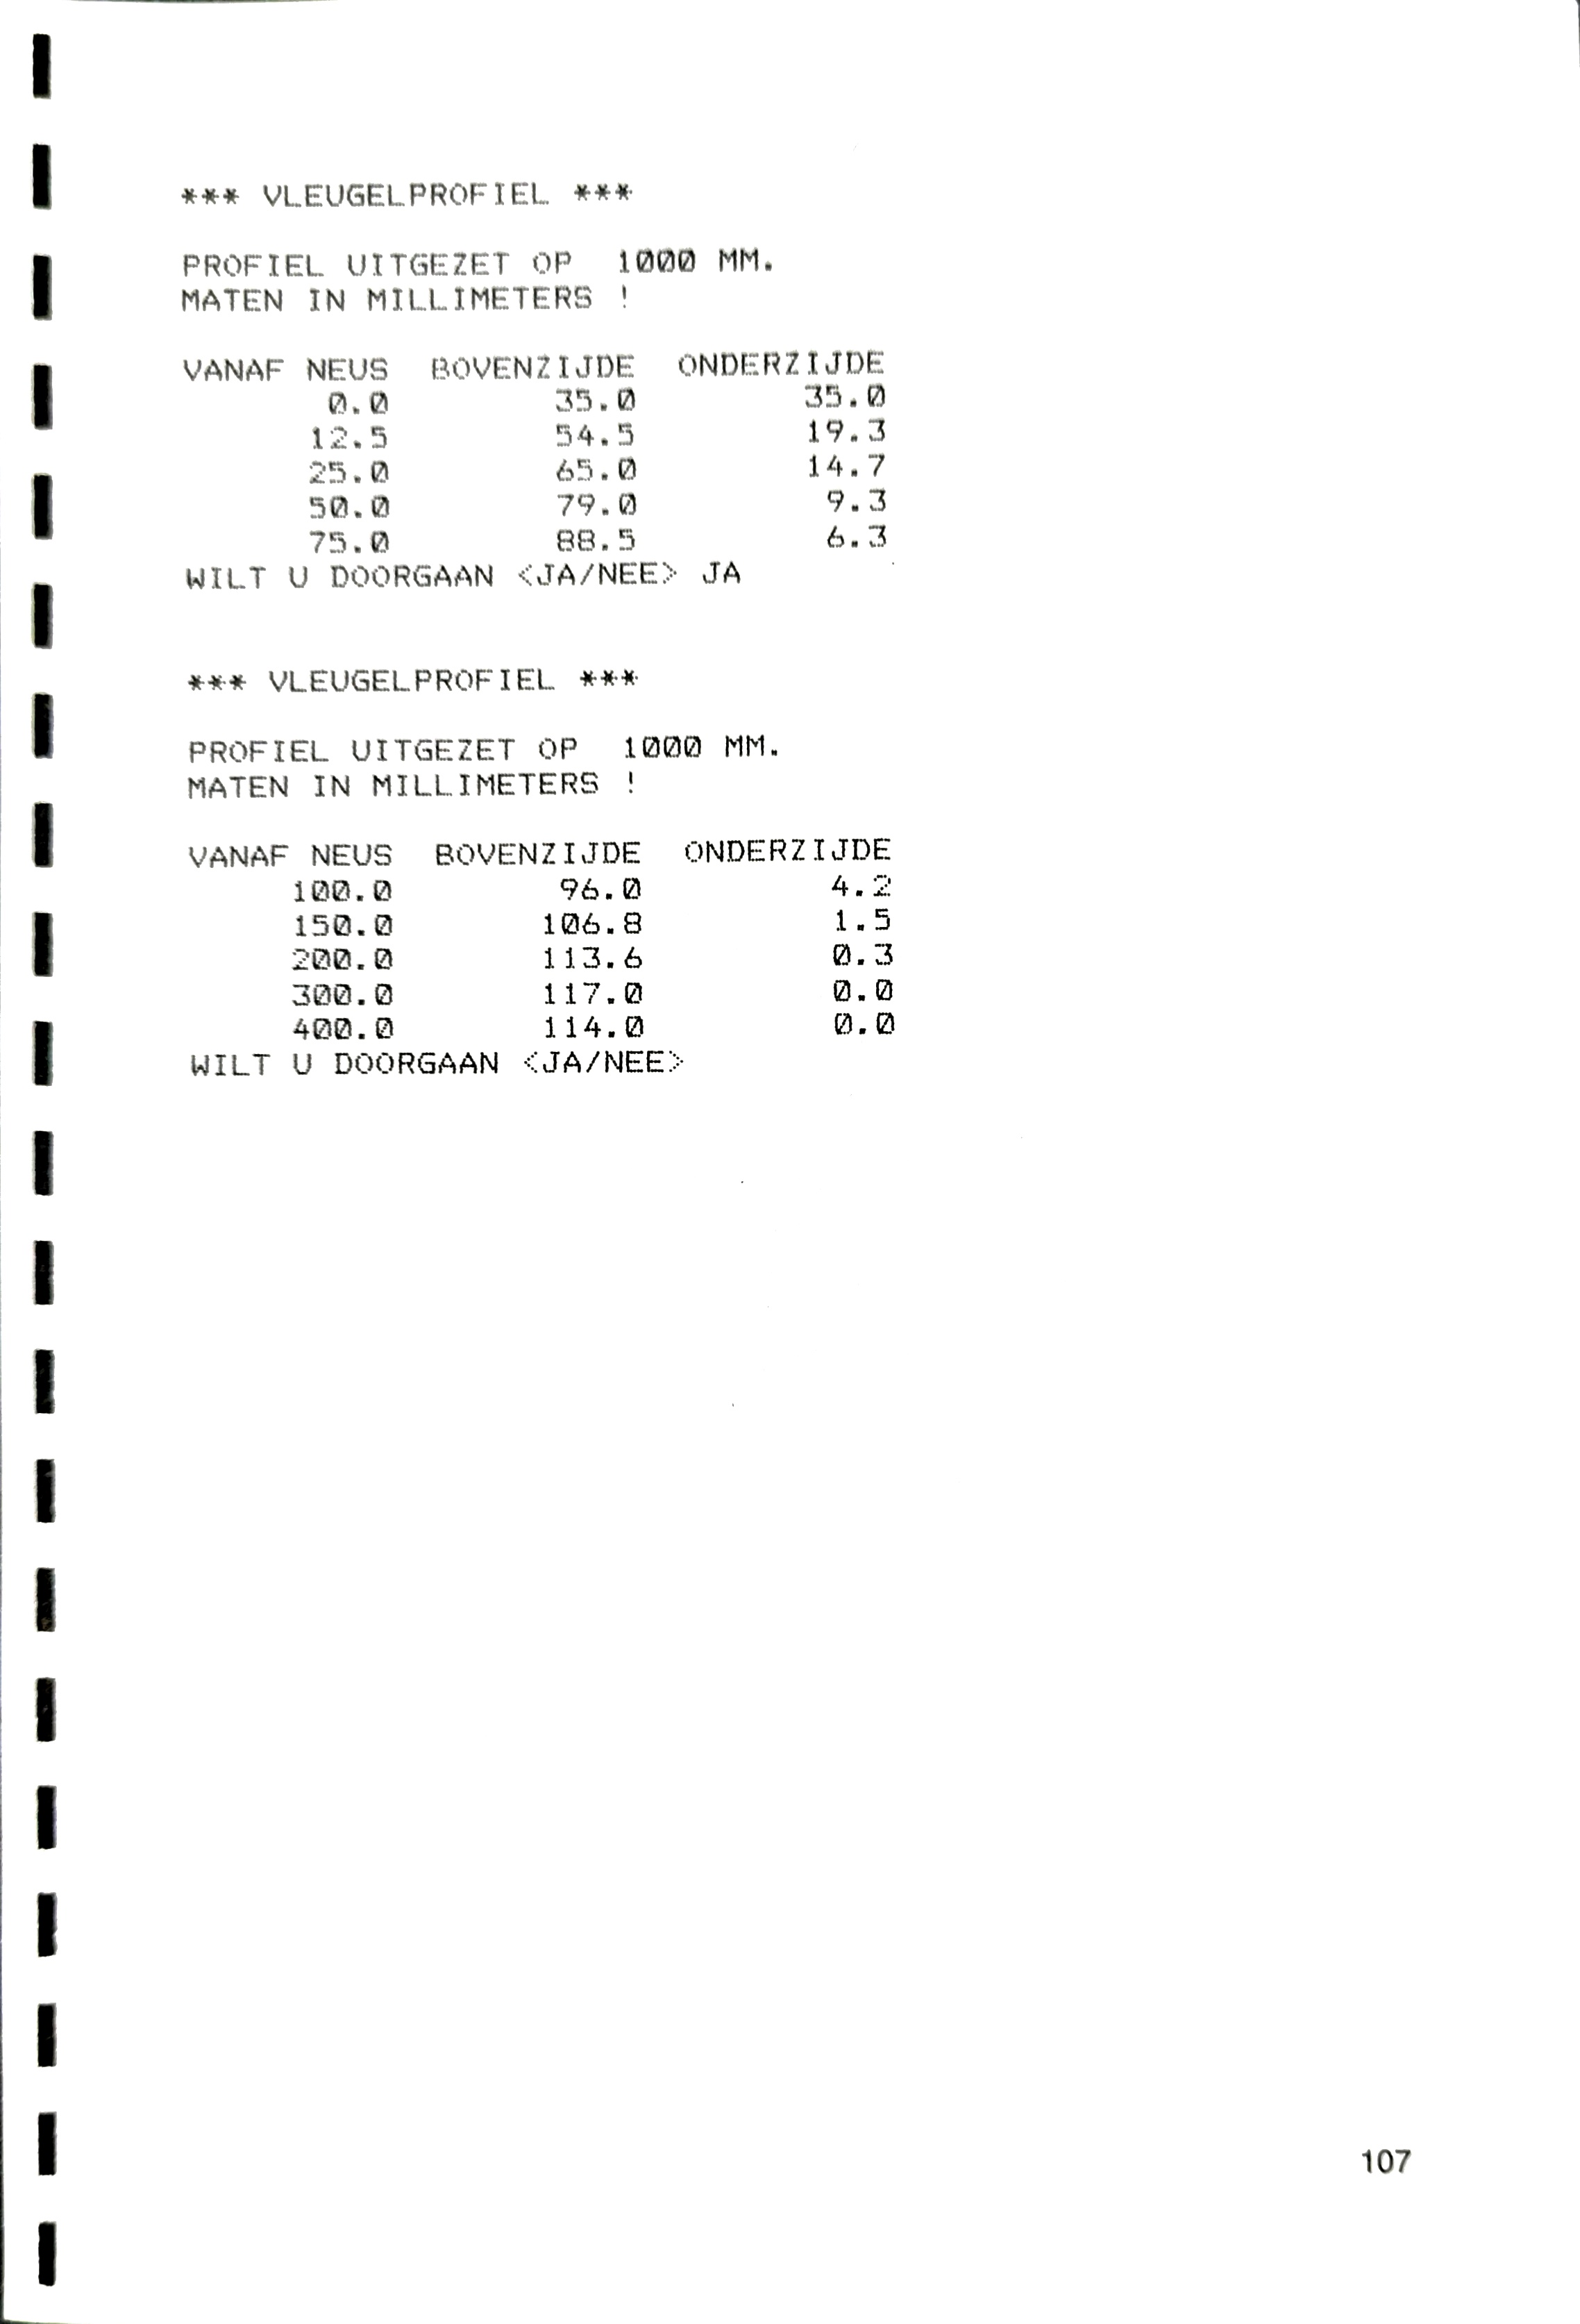 *** VLEUGELPROFIEL ***
PROFIEL UITGEZET OP  1000 MM.
MATEN IN MILLIMETERS !
VANAF NEUS  BOVENZIJDE  ONDERZIJDE
0.0  35.0  35.0
12.5  54.5  19.3
25.0  65.0  14.7
50.0  79.0  9.3
75.0  88.5  6.3
WILT U DOORGAAN <JA/NEE> JA
*** VLEUGELPROFIEL ***
PROFIEL UITGEZET OP  1000 MM.
MATEN IN MILLIMETERS !
VANAF NEUS  BOVENZIJDE  ONDERZIJDE
100.0  96.0  4.2
150.0  106.8  1.5
200.0  113.6  0.3
300.0  117.0  0.0
400.0  114.0  0.0
WILT U DOORGAAN <JA/NEE>
107